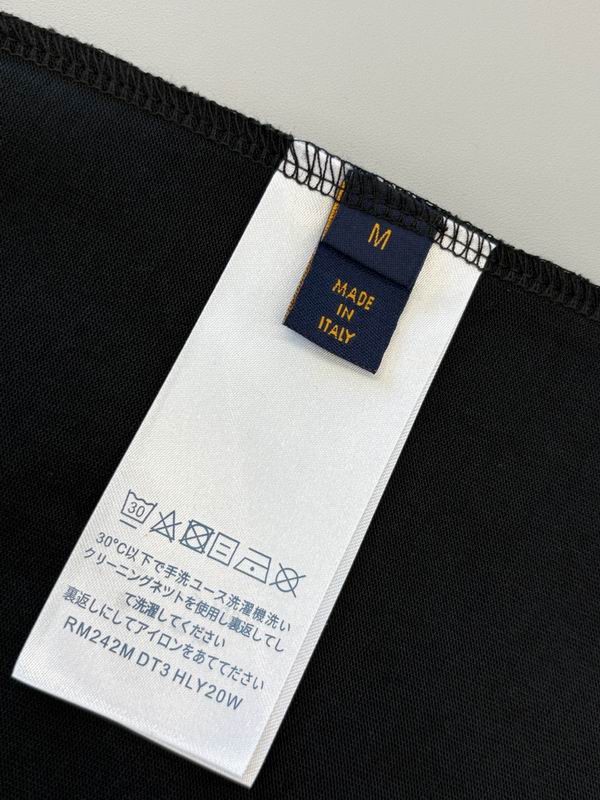 M
MADE
IN
ITALY
30
30°C以下で手洗ユース洗濯機洗い
クリーニングネットを使用し裏返してし
て洗濯してください
裏返しにしてアイロンをあててださい
RM242M DT3 HLY20W